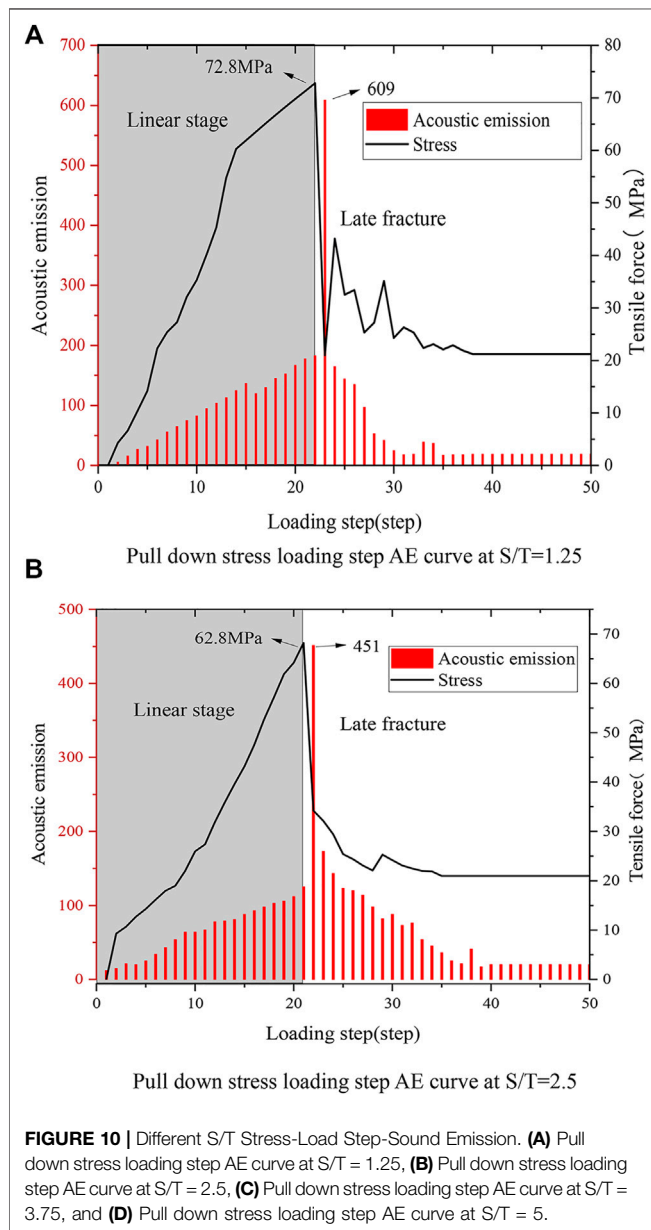 A
700
600
500
400
300
200
100
0
Acoustic emission
72.8MPa
609
Linear stage
Acoustic emission
Stress
Late fracture
80
70
60
50
40
30
20
10
0
Tensile force( MPa)
0 10 20 30 40 50
Loading step(step)
Pull down stress loading step AE curve at S/T=1.25
B
500
400
300
200
100
0
Acoustic emission
62.8MPa
451
Linear stage
Acoustic emission
Stress
Late fracture
70
60
50
40
30
20
10
0
Tensile force( MPa)
0 10 20 30 40 50
Loading step(step)
Pull down stress loading step AE curve at S/T=2.5
FIGURE 10 | Different S/T Stress-Load Step-Sound Emission. (A) Pull
down stress loading step AE curve at S/T = 1.25, (B) Pull down stress loading
step AE curve at S/T = 2.5, (C) Pull down stress loading step AE curve at S/T =
3.75, and (D) Pull down stress loading step AE curve at S/T = 5.